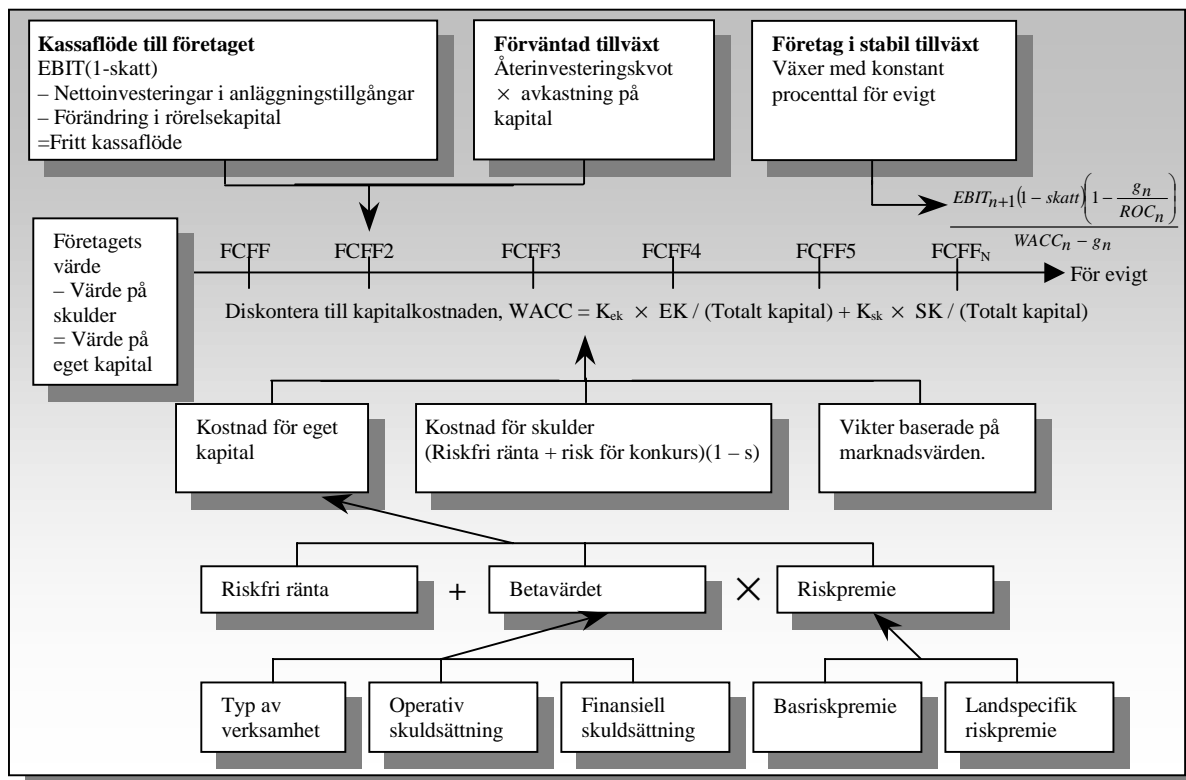 Kassaflöde till företaget
EBIT(1-skatt)
– Nettoinvesteringar i anläggningstillgångar
– Förändring i rörelsekapital
=Fritt kassaflöde
Förväntad tillväxt
Återinvesteringskvot
× avkastning på
kapital
Företag i stabil tillväxt
Växer med konstant
procenttal för evigt
EBITn+1(1 − skatt)(1 − gn/ROCn)
WACCn − gn
Företagets
värde
– Värde på
skulder
= Värde på
eget kapital
FCFF FCFF2 FCFF3 FCFF4 FCFF5 FCFFN
För evigt
Diskontera till kapitalkostnaden, WACC = Kek × EK / (Totalt kapital) + Ksk × SK / (Totalt kapital)
Kostnad för eget
kapital
Kostnad för skulder
(Riskfri ränta + risk för konkurs)(1 – s)
Vikter baserade på
marknadsvärden.
Riskfri ränta + Betavärdet × Riskpremie
Typ av
verksamhet
Operativ
skuldsättning
Finansiell
skuldsättning
Basriskpremie
Landspecifik
riskpremie